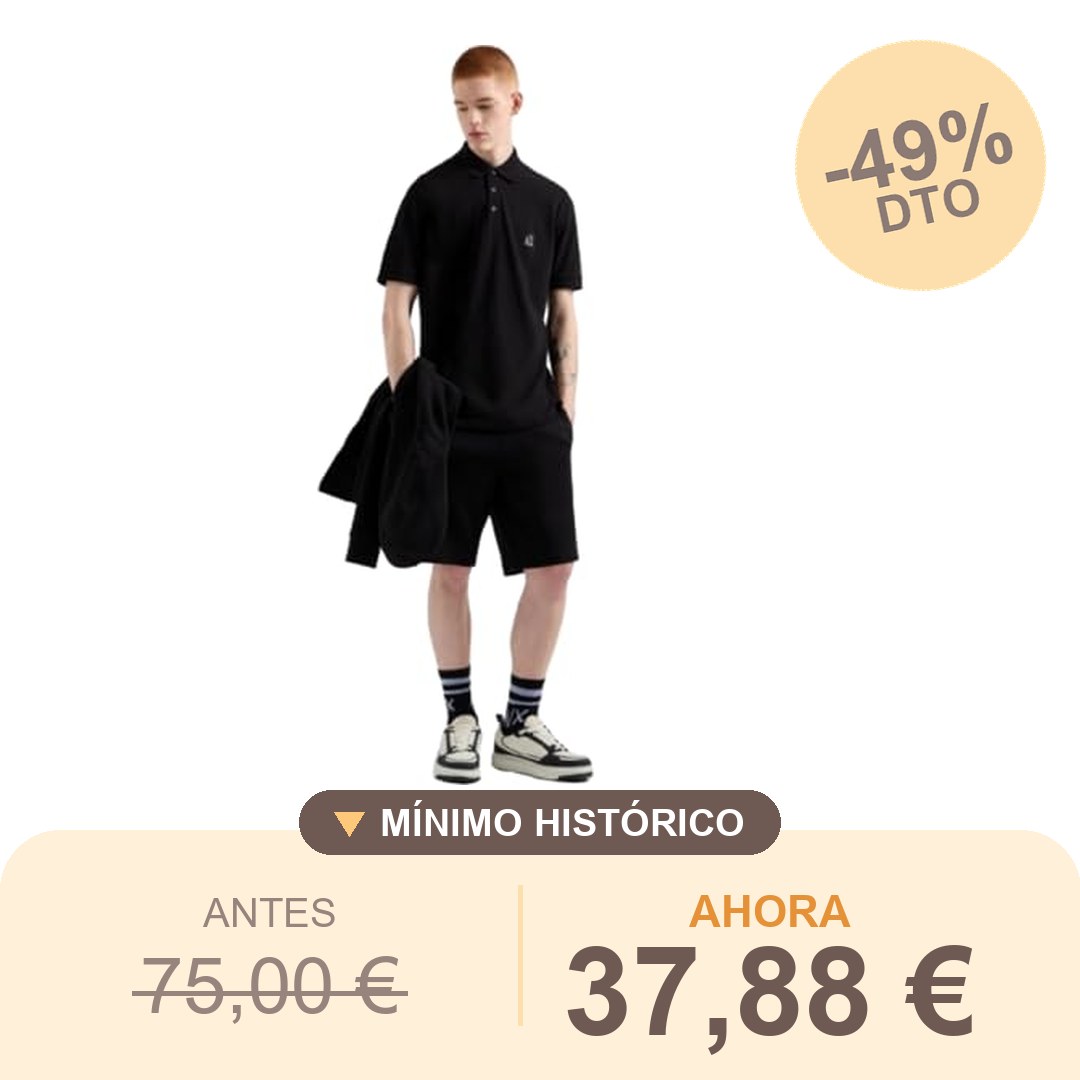 -49%
DTO
▼ MÍNIMO HISTÓRICO
ANTES
75,00 €
AHORA
37,88 €